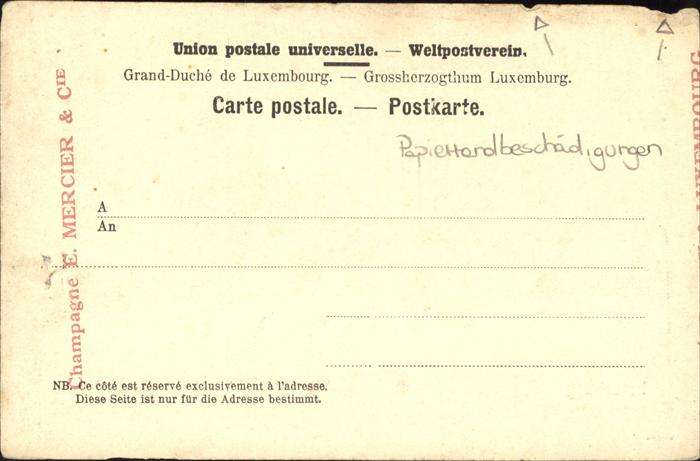 Union postale universelle. — Weltpostverein.
Grand-Duché de Luxembourg. — Grossherzogthum Luxemburg.
Carte postale. — Postkarte.
Papierrandbeschädigungen
A
An
NB. Ce côté est réservé exclusivement à l'adresse.
Diese Seite ist nur für die Adresse bestimmt.
Champagne E. MERCIER & CIE
LUXEMBOURG